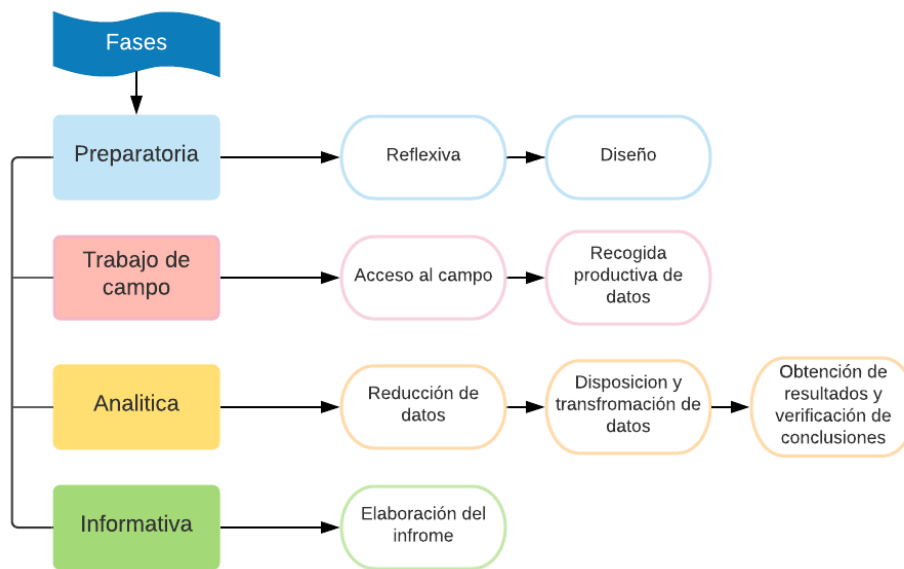 Fases
Preparatoria
Reflexiva
Diseño
Trabajo de
campo
Acceso al campo
Recogida
productiva de
datos
Analitica
Reducción de
datos
Disposicion y
transfromación de
datos
Obtención de
resultados y
verificación de
conclusiones
Informativa
Elaboración del
infrome